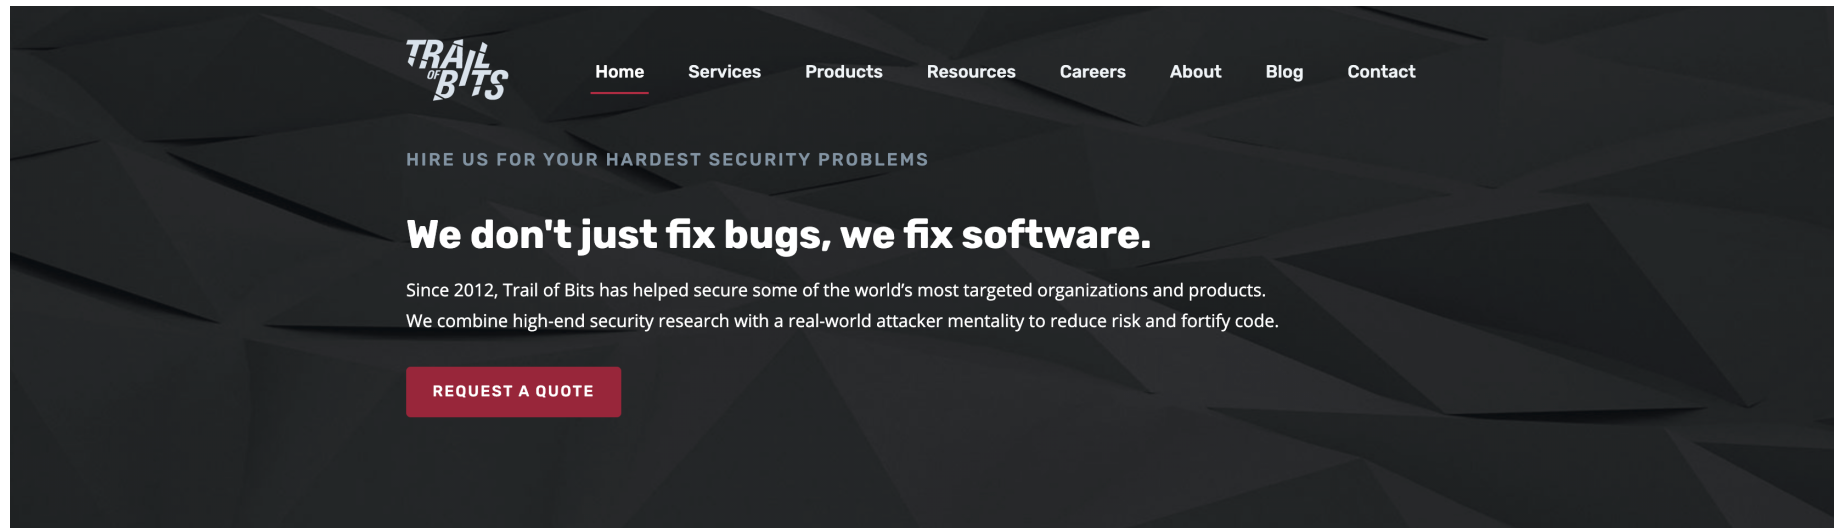 TRAIL
OF
BITS
Home Services Products Resources Careers About Blog Contact
HIRE US FOR YOUR HARDEST SECURITY PROBLEMS
We don't just fix bugs, we fix software.
Since 2012, Trail of Bits has helped secure some of the world’s most targeted organizations and products.
We combine high-end security research with a real-world attacker mentality to reduce risk and fortify code.
REQUEST A QUOTE